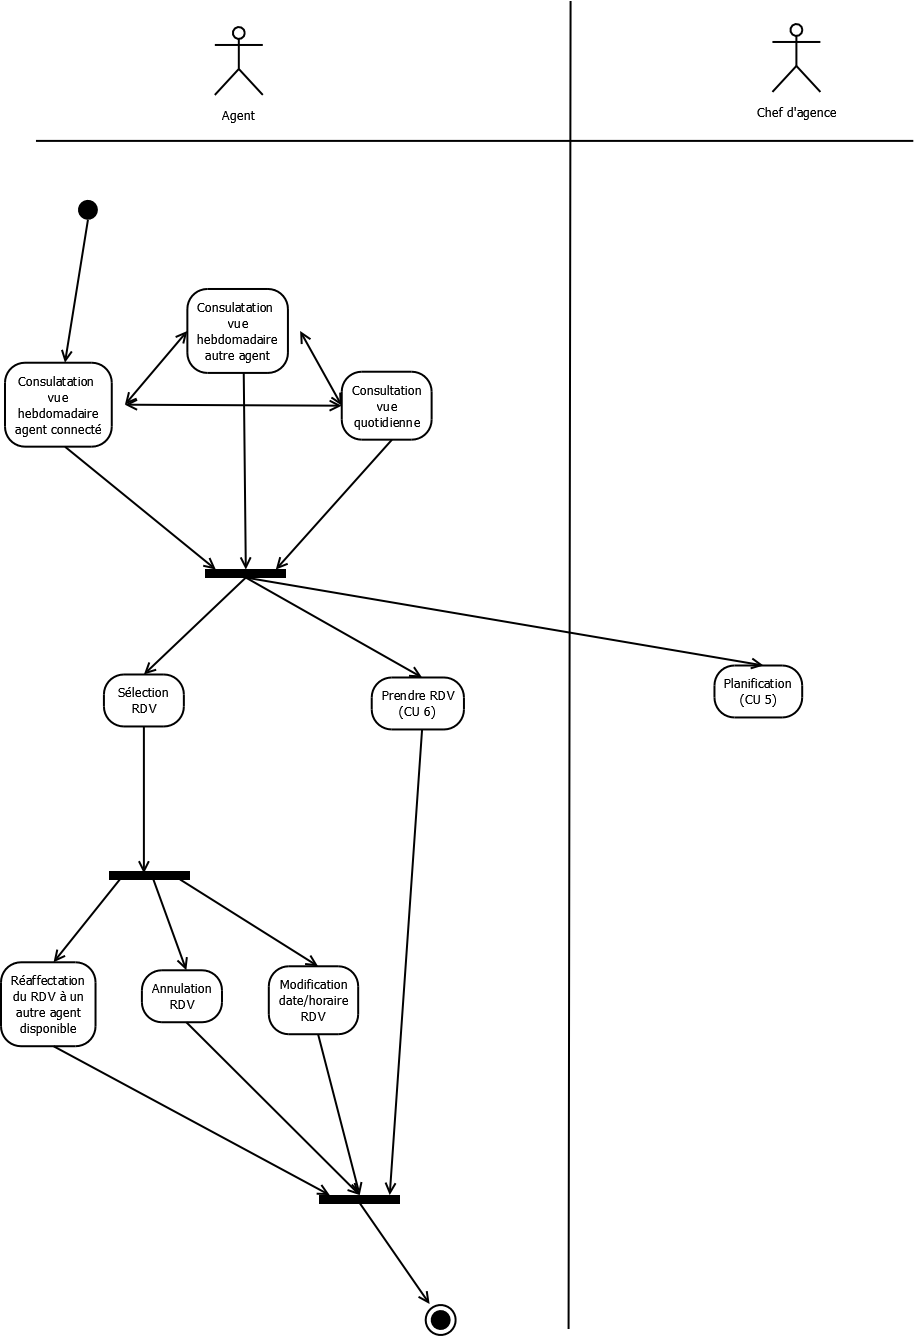 Agent
Chef d'agence
Consulatation
vue
hebdomadaire
autre agent
Consulatation
vue
hebdomadaire
agent connecté
Consultation
vue
quotidienne
Sélection
RDV
Prendre RDV
(CU 6)
Planification
(CU 5)
Réaffectation
du RDV à un
autre agent
disponible
Annulation
RDV
Modification
date/horaire
RDV